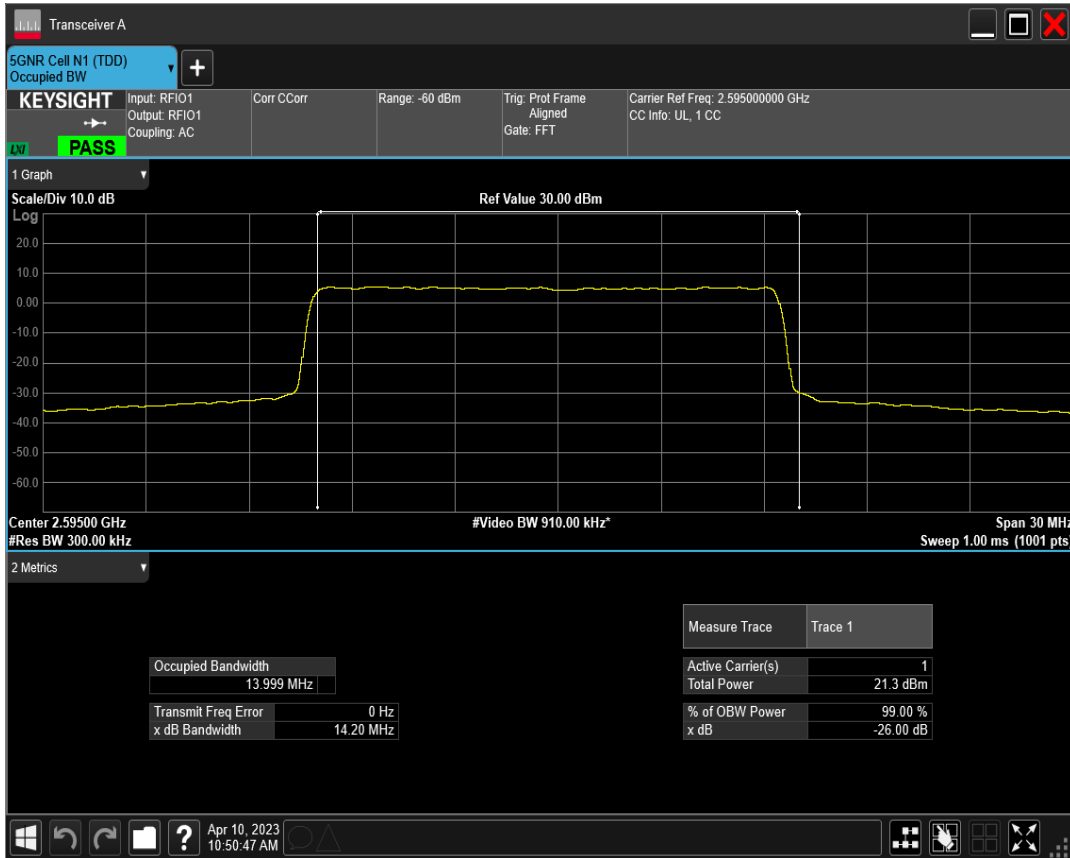 Transceiver A
5GNR Cell N1 (TDD)
Occupied BW
+
KEYSIGHT
LXI
PASS
Input: RFIO1
Output: RFIO1
Coupling: AC
Corr CCorr
Range: -60 dBm
Trig: Prot Frame
Aligned
Gate: FFT
Carrier Ref Freq: 2.595000000 GHz
CC Info: UL, 1 CC
1 Graph
Scale/Div 10.0 dB
Ref Value 30.00 dBm
Log
20.0
10.0
0.00
-10.0
-20.0
-30.0
-40.0
-50.0
-60.0
Center 2.59500 GHz
#Video BW 910.00 kHz*
Span 30 MHz
#Res BW 300.00 kHz
Sweep 1.00 ms (1001 pts)
2 Metrics
Measure Trace Trace 1
Occupied Bandwidth
13.999 MHz
Active Carrier(s) 1
Total Power 21.3 dBm
Transmit Freq Error 0 Hz
x dB Bandwidth 14.20 MHz
% of OBW Power 99.00 %
x dB -26.00 dB
?
Apr 10, 2023
10:50:47 AM